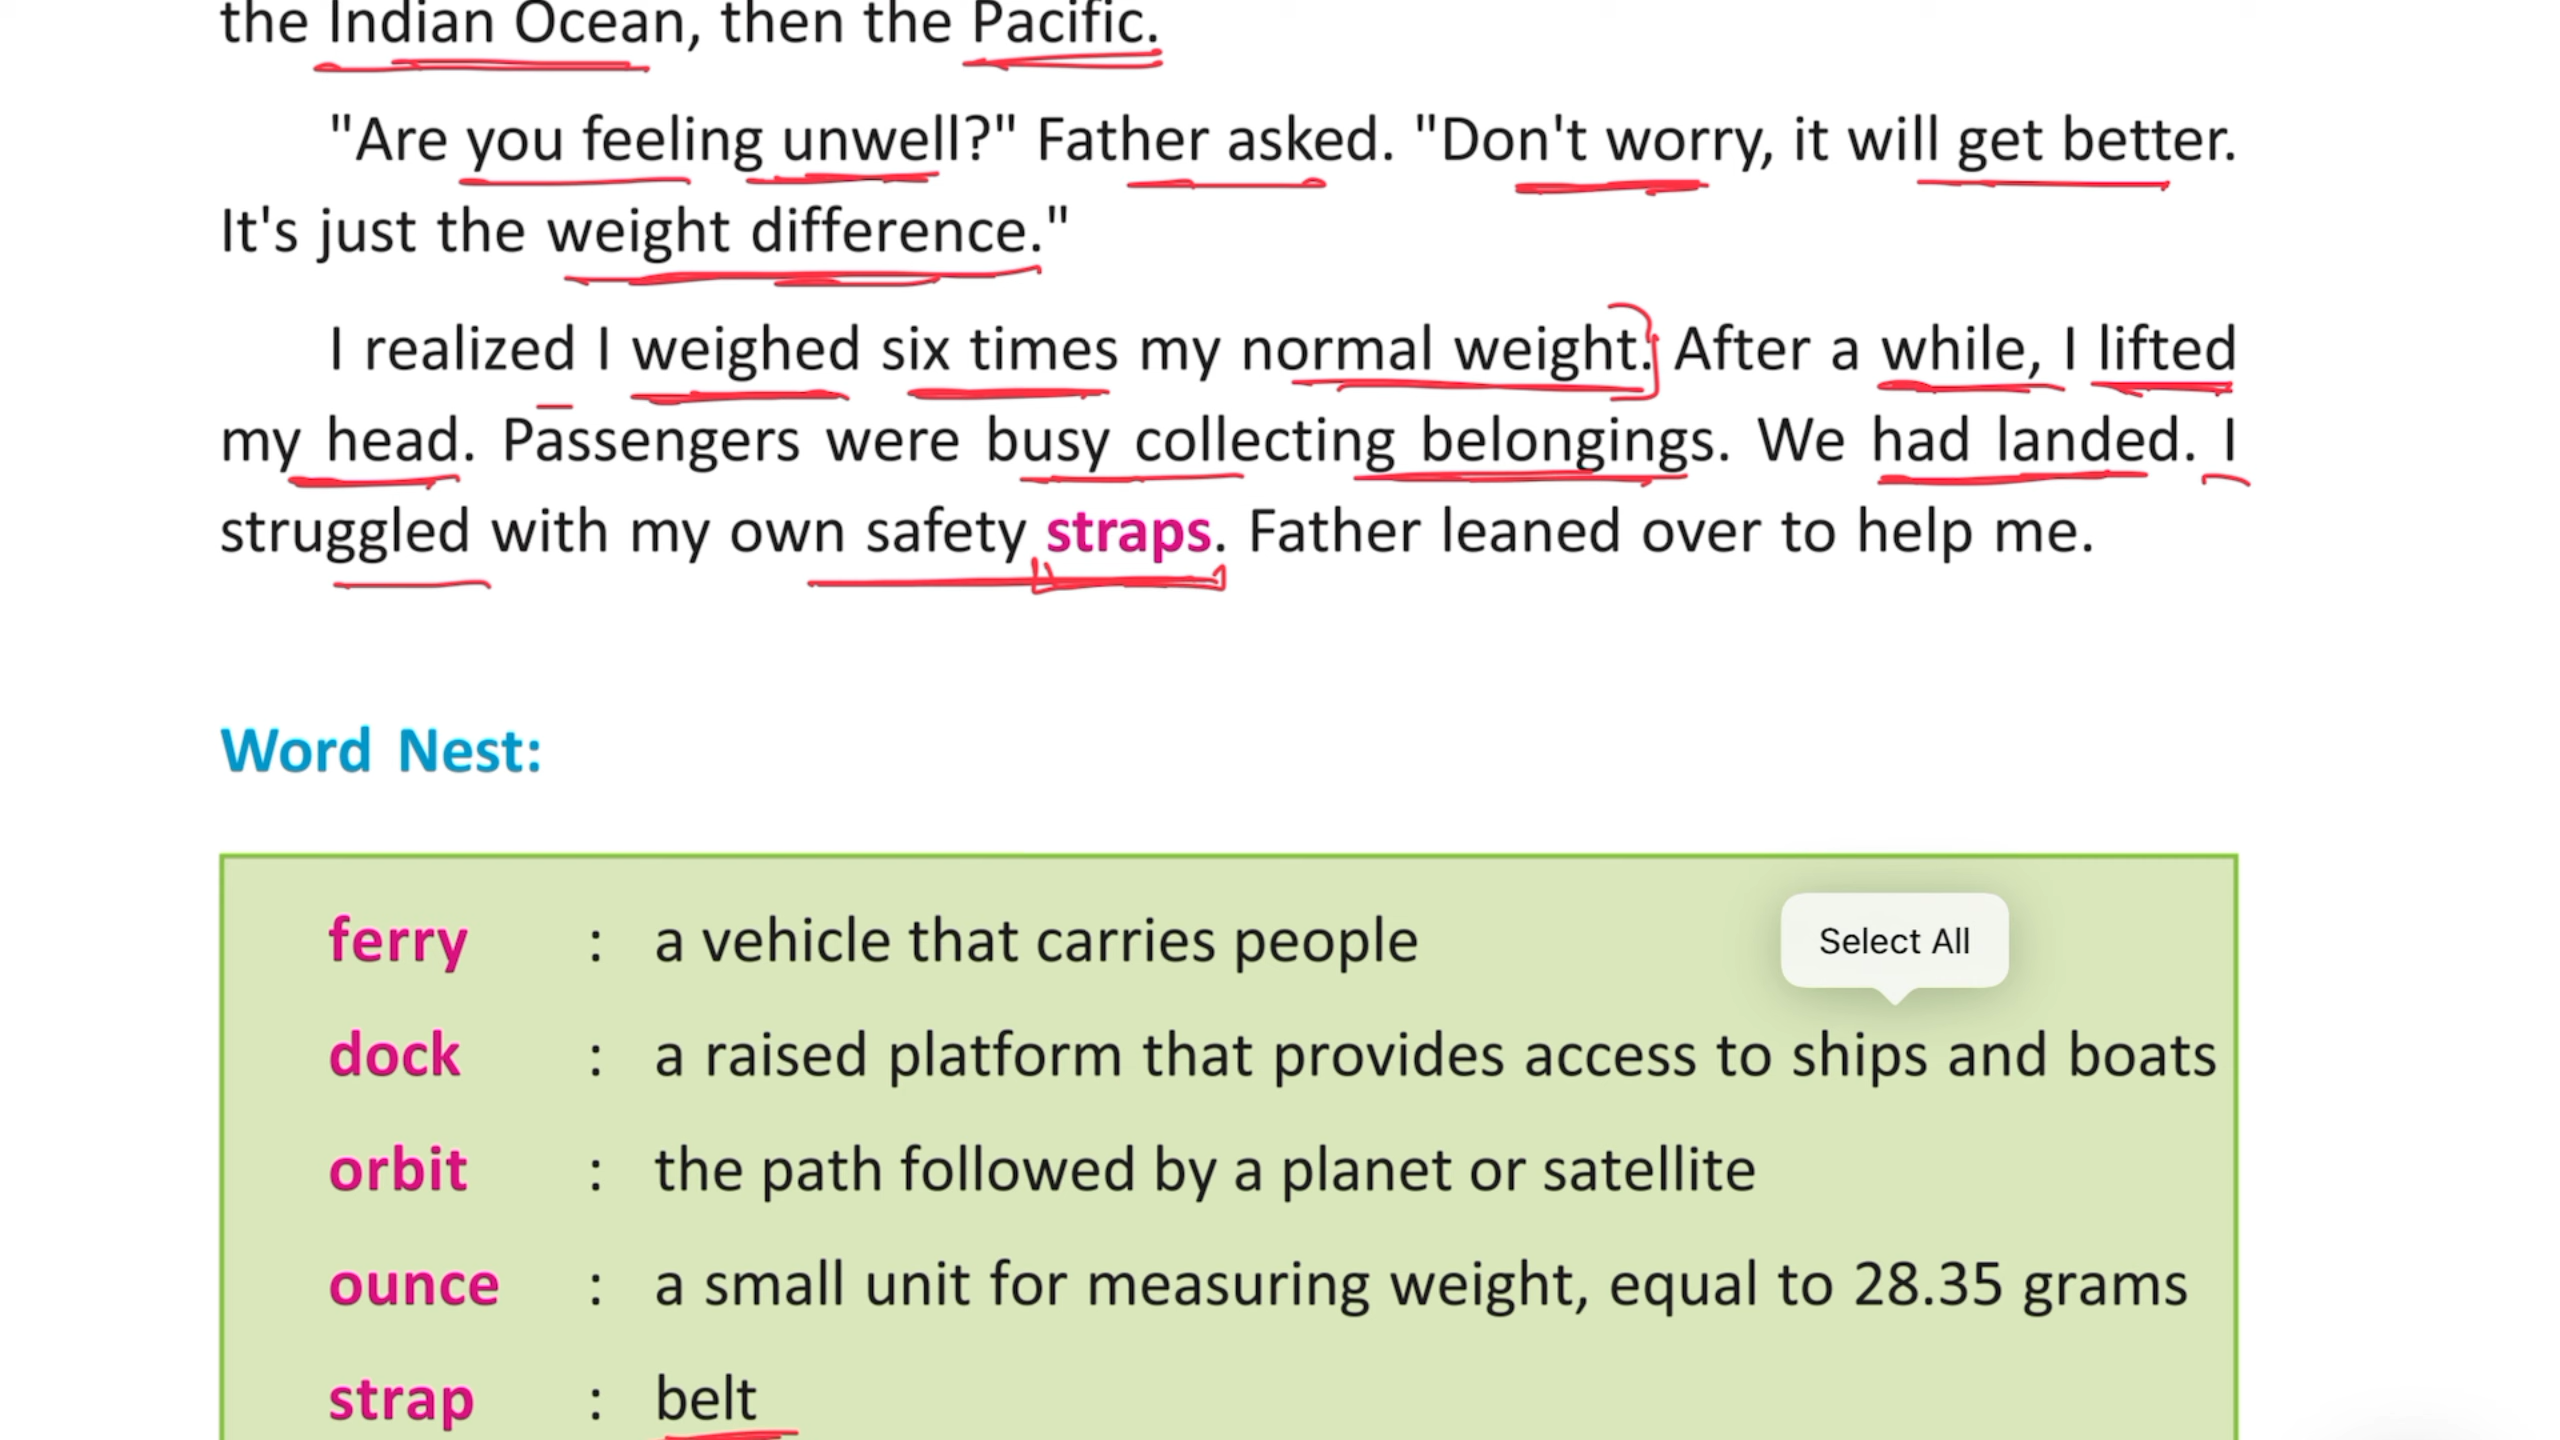 the Indian Ocean, then the Pacific.
"Are you feeling unwell?" Father asked. "Don't worry, it will get better.
It's just the weight difference."
I realized I weighed six times my normal weight. After a while, I lifted
my head. Passengers were busy collecting belongings. We had landed. I
struggled with my own safety straps. Father leaned over to help me.
Word Nest:
ferry : a vehicle that carries people
Select All
dock : a raised platform that provides access to ships and boats
orbit : the path followed by a planet or satellite
ounce : a small unit for measuring weight, equal to 28.35 grams
strap : belt